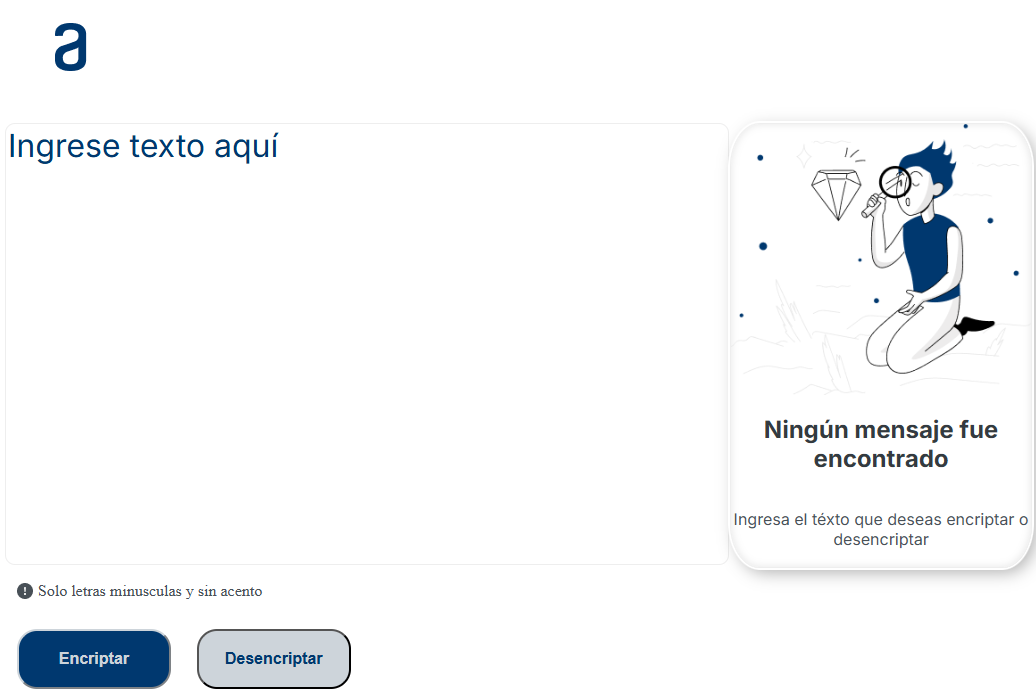 a
Ingrese texto aquí
Ningún mensaje fue
encontrado
Ingresa el téxto que deseas encriptar o
desencriptar
Solo letras minusculas y sin acento
Encriptar
Desencriptar